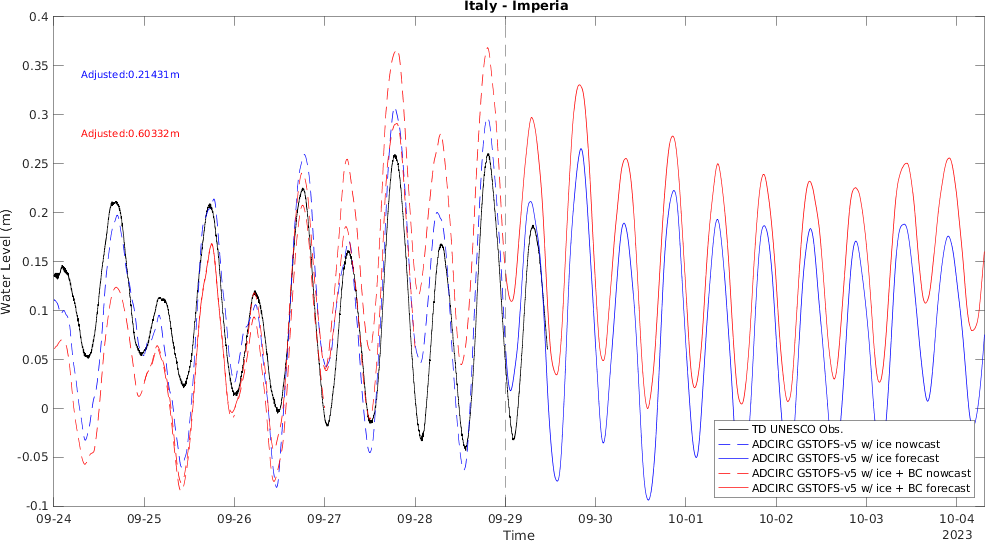 Italy - Imperia
0.4
0.35
0.3
0.25
0.2
0.15
0.1
0.05
0
-0.05
-0.1
Water Level (m)
Adjusted:0.21431m
Adjusted:0.60332m
TD UNESCO Obs.
ADCIRC GSTOFS-v5 w/ ice nowcast
ADCIRC GSTOFS-v5 w/ ice forecast
ADCIRC GSTOFS-v5 w/ ice + BC nowcast
ADCIRC GSTOFS-v5 w/ ice + BC forecast
09-24 09-25 09-26 09-27 09-28 09-29 09-30 10-01 10-02 10-03 10-04
2023
Time